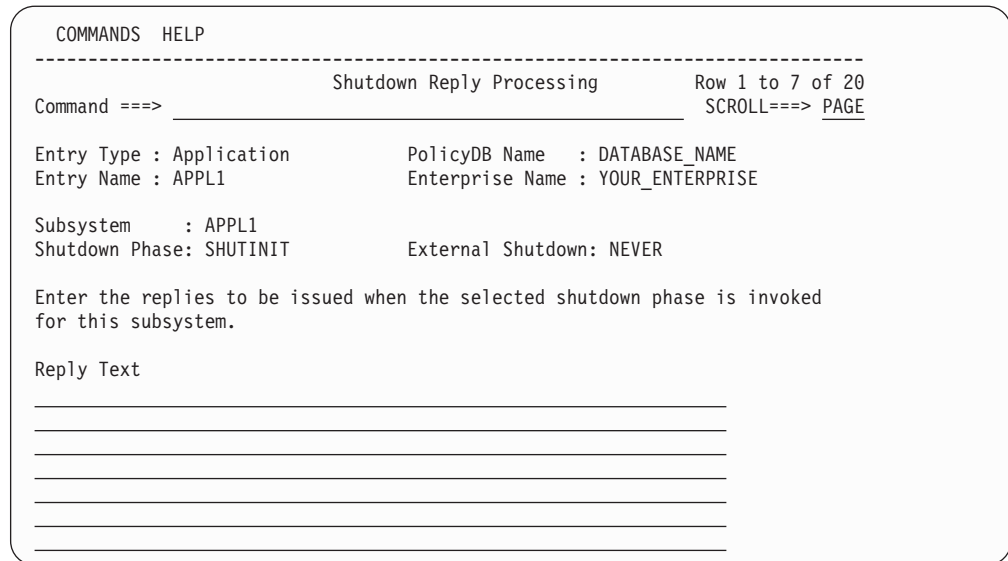 COMMANDS HELP
-------------------------------------------------------------------------------
Shutdown Reply Processing Row 1 to 7 of 20
Command ===> SCROLL===> PAGE
Entry Type : Application PolicyDB Name : DATABASE_NAME
Entry Name : APPL1 Enterprise Name : YOUR_ENTERPRISE
Subsystem : APPL1
Shutdown Phase: SHUTINIT External Shutdown: NEVER
Enter the replies to be issued when the selected shutdown phase is invoked
for this subsystem.
Reply Text